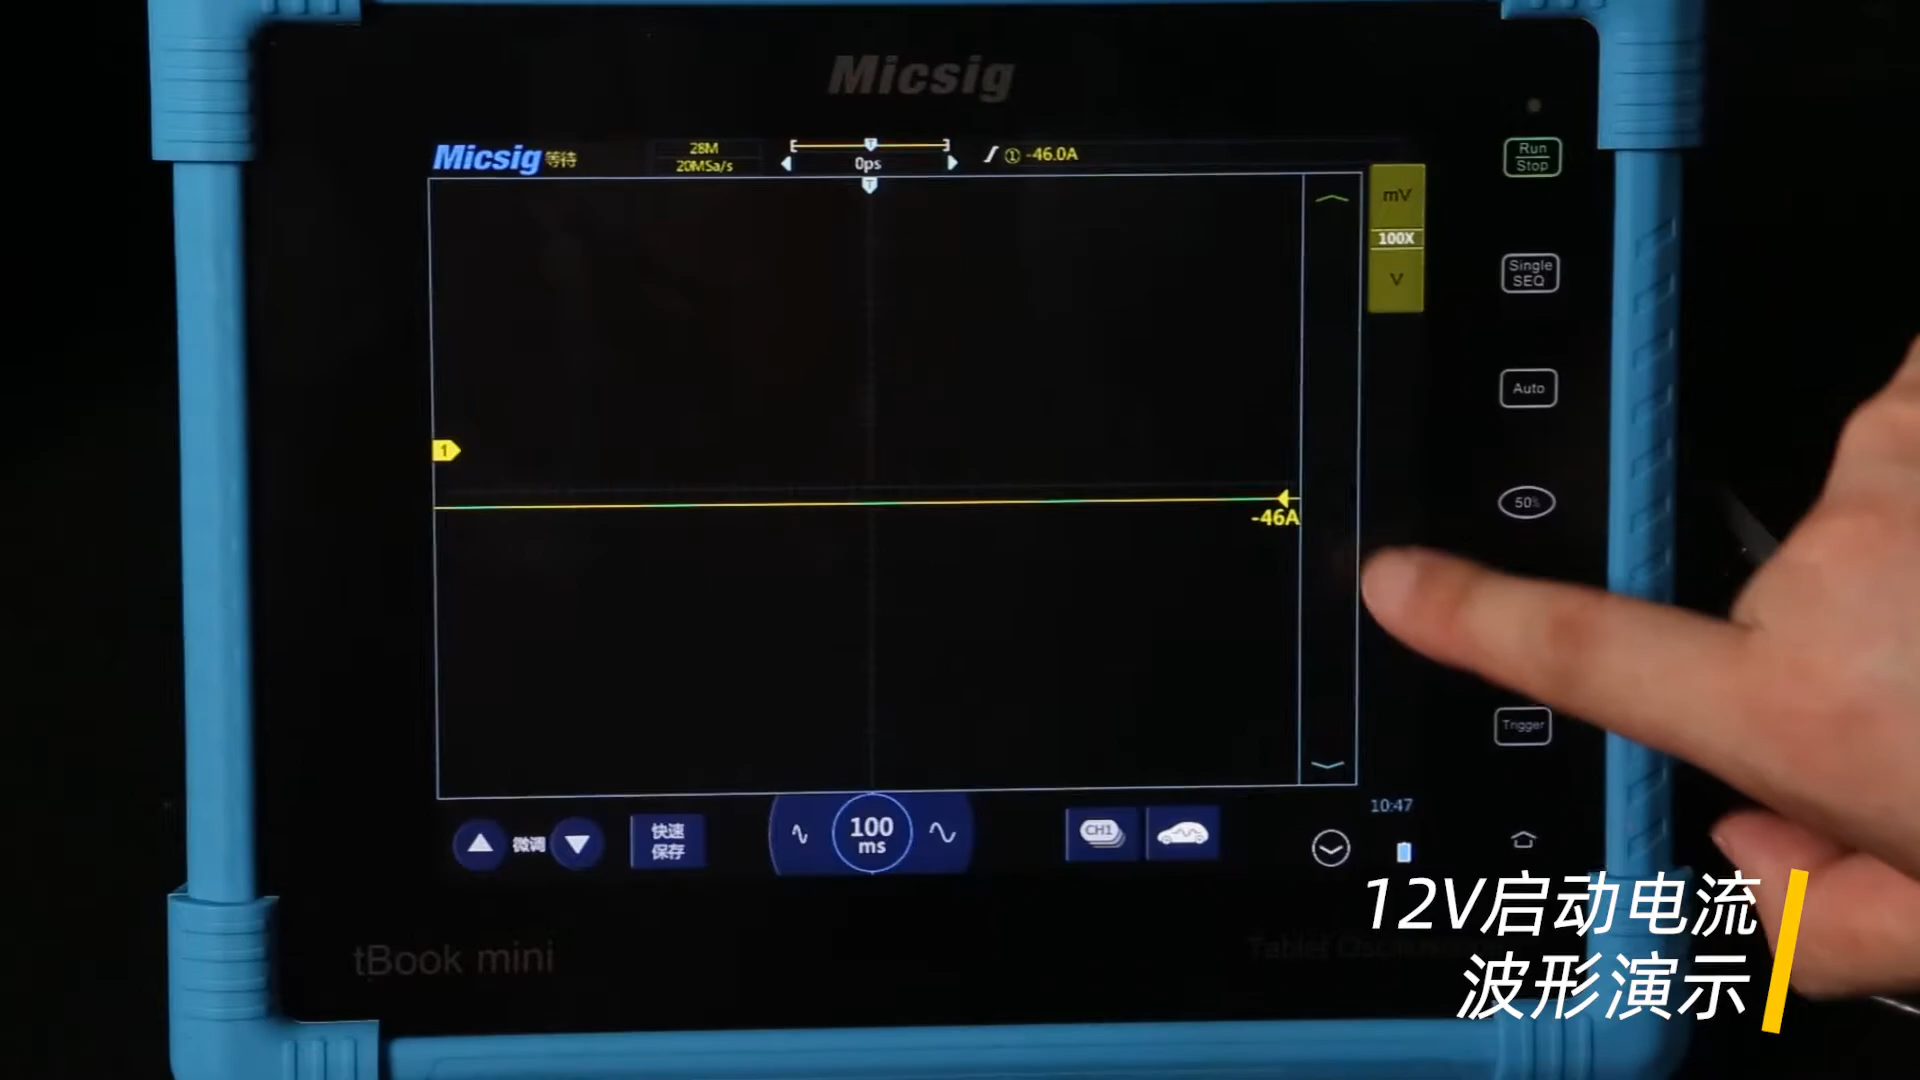 Micsig
Micsig 等待
28M
20MSa/s
0ps
① -46.0A
T
T
Run
Stop
mV
100X
V
Single
SEQ
Auto
1
50%
-46A
Trigger
10:47
微调
快速
保存
100
ms
CH1
12V启动电流
波形演示
tBook mini
Tablet